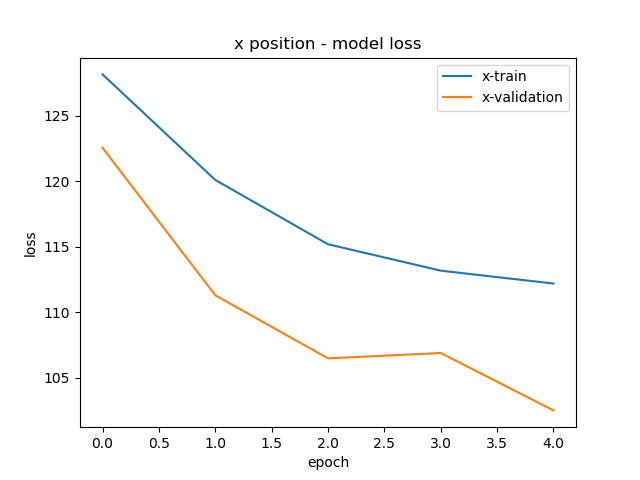 x position - model loss
x-train
x-validation
125
120
115
110
105
loss
0.0 0.5 1.0 1.5 2.0 2.5 3.0 3.5 4.0
epoch